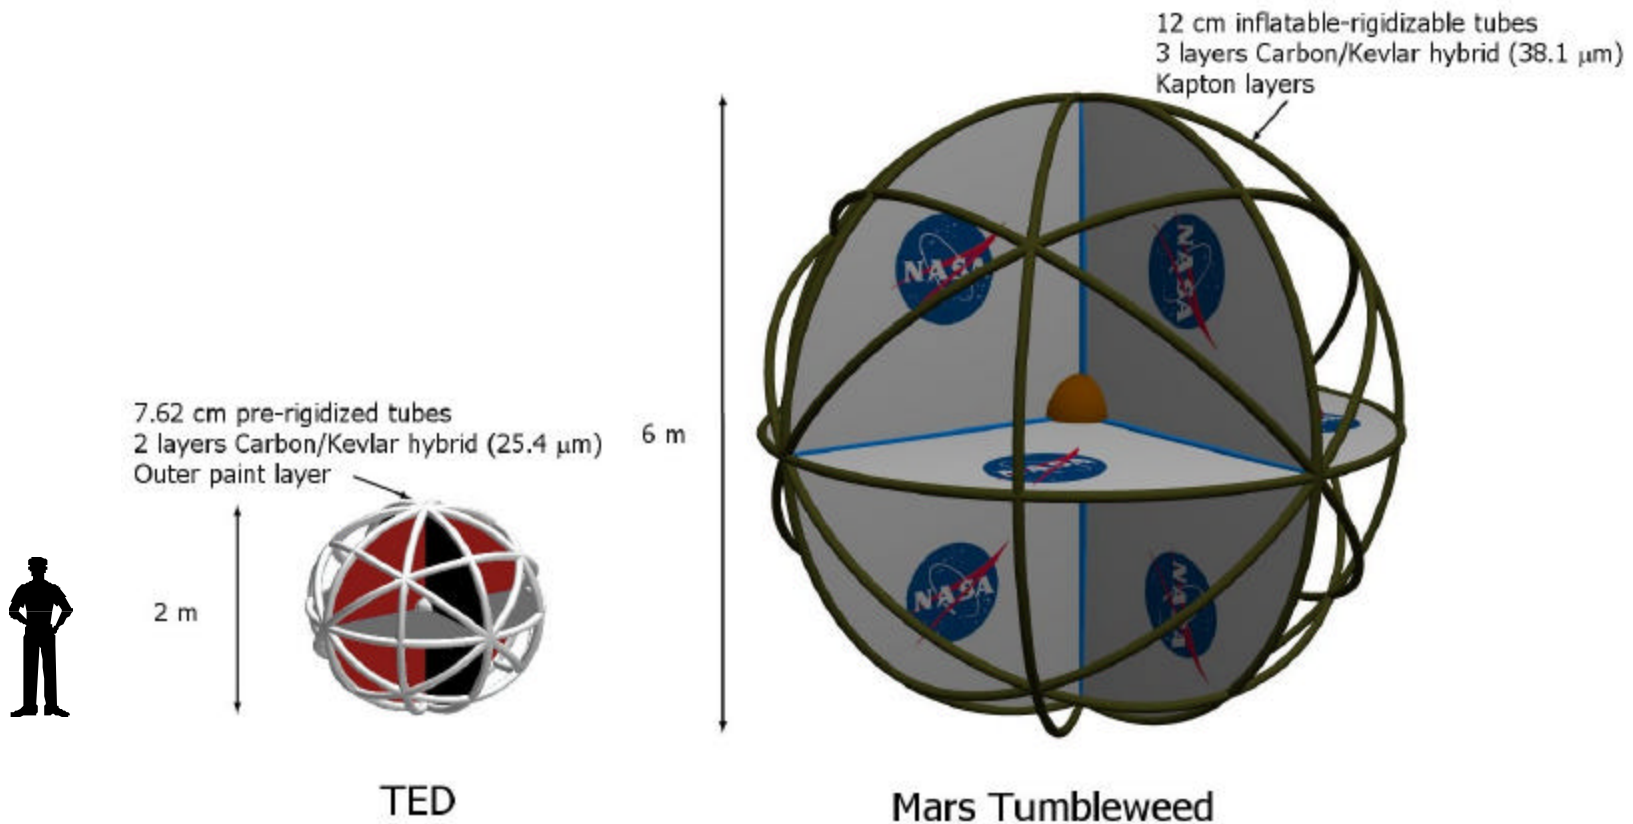 12 cm inflatable-rigidizable tubes
3 layers Carbon/Kevlar hybrid (38.1 μm)
Kapton layers
NASA
NASA
7.62 cm pre-rigidized tubes
2 layers Carbon/Kevlar hybrid (25.4 μm)
Outer paint layer
6 m
NASA
2 m
NASA
NASA
TED
Mars Tumbleweed